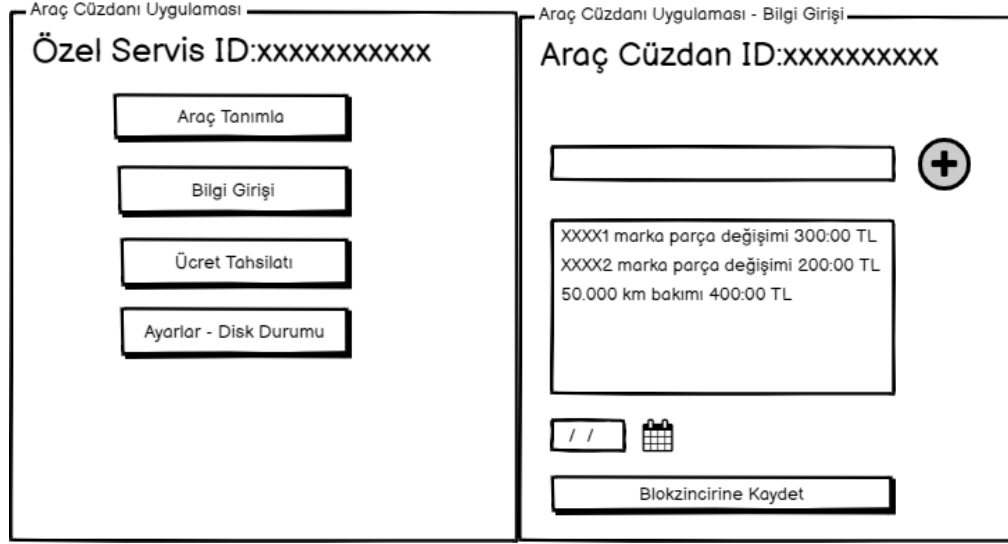 Araç Cüzdanı Uygulaması
Özel Servis ID:xxxxxxxxxxx
Araç Tanımla
Bilgi Girişi
Ücret Tahsilatı
Ayarlar - Disk Durumu
Araç Cüzdanı Uygulaması - Bilgi Girişi
Araç Cüzdan ID:xxxxxxxxxx
XXXX1 marka parça değişimi 300:00 TL
XXXX2 marka parça değişimi 200:00 TL
50.000 km bakımı 400:00 TL
/ /
Blokzincirine Kaydet